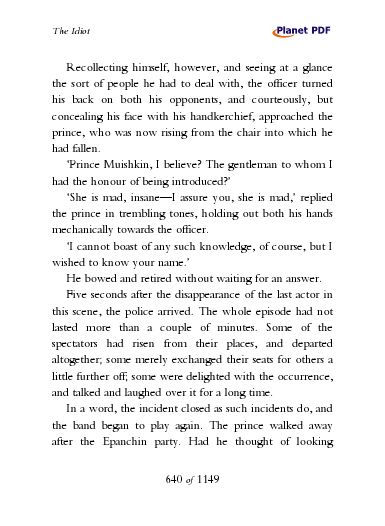 The Idiot
Planet PDF
Recollecting himself, however, and seeing at a glance
the sort of people he had to deal with, the officer turned
his back on both his opponents, and courteously, but
concealing his face with his handkerchief, approached the
prince, who was now rising from the chair into which he
had fallen.
‘Prince Muishkin, I believe? The gentleman to whom I
had the honour of being introduced?’
‘She is mad, insane—I assure you, she is mad,’ replied
the prince in trembling tones, holding out both his hands
mechanically towards the officer.
‘I cannot boast of any such knowledge, of course, but I
wished to know your name.’
He bowed and retired without waiting for an answer.
Five seconds after the disappearance of the last actor in
this scene, the police arrived. The whole episode had not
lasted more than a couple of minutes. Some of the
spectators had risen from their places, and departed
altogether; some merely exchanged their seats for others a
little further off; some were delighted with the occurrence,
and talked and laughed over it for a long time.
In a word, the incident closed as such incidents do, and
the band began to play again. The prince walked away
after the Epanchin party. Had he thought of looking
640 of 1149